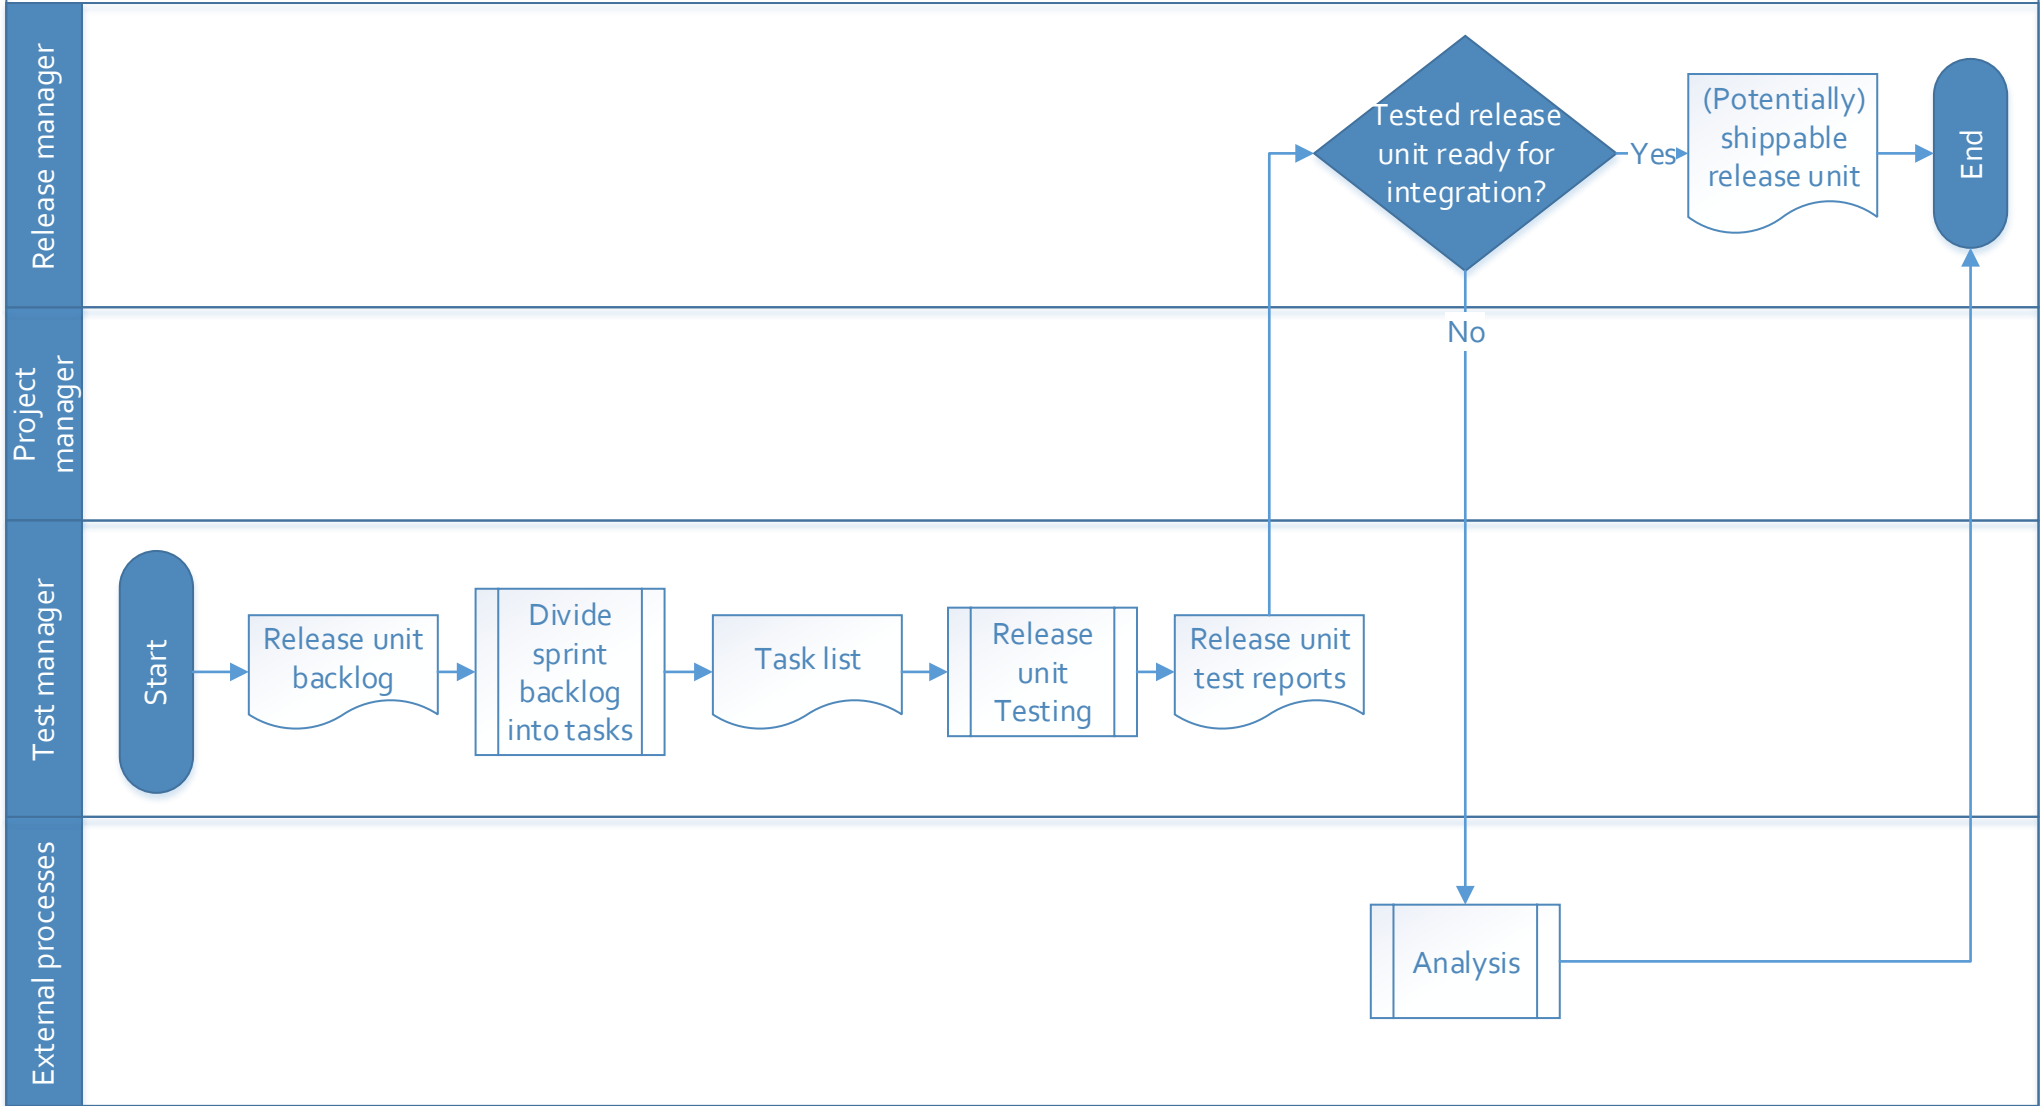 Release manager
Tested release
unit ready for
integration?
Yes
(Potentially)
shippable
release unit
End
Project
manager
No
Test manager
Start
Release unit
backlog
Divide
sprint
backlog
into tasks
Task list
Release
unit
Testing
Release unit
test reports
External processes
Analysis